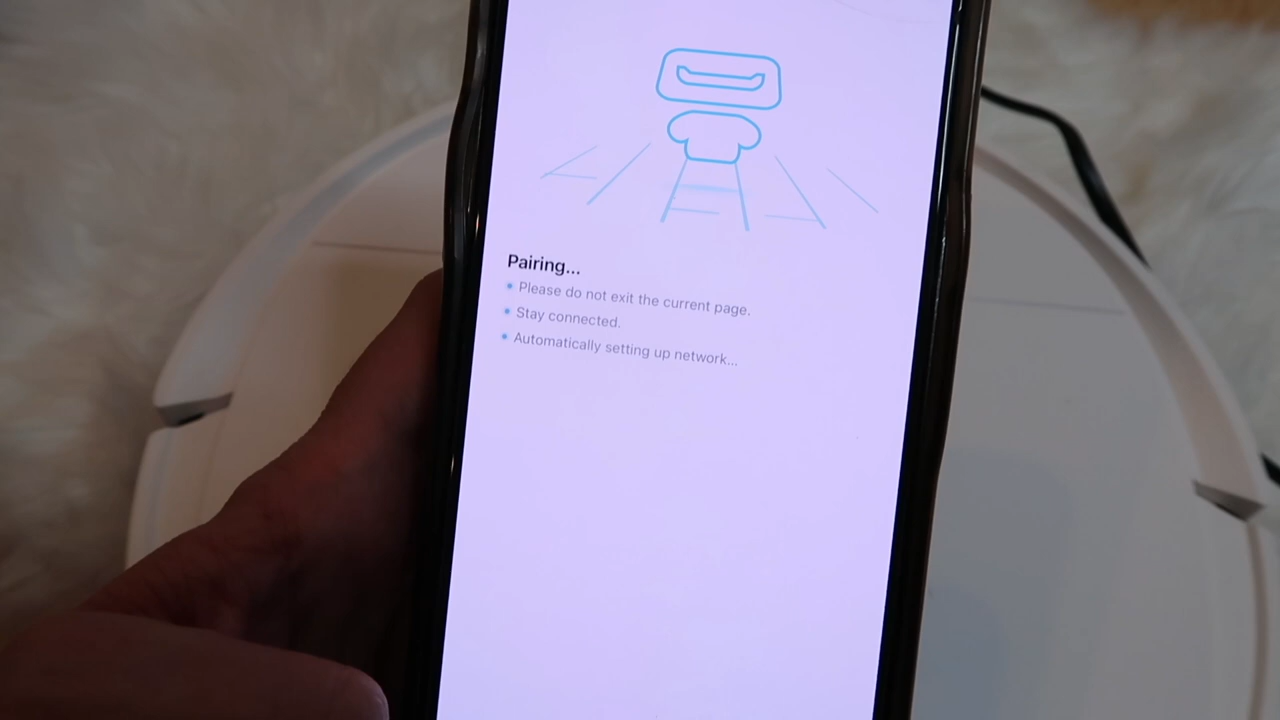 Pairing...
Please do not exit the current page.
Stay connected.
Automatically setting up network...